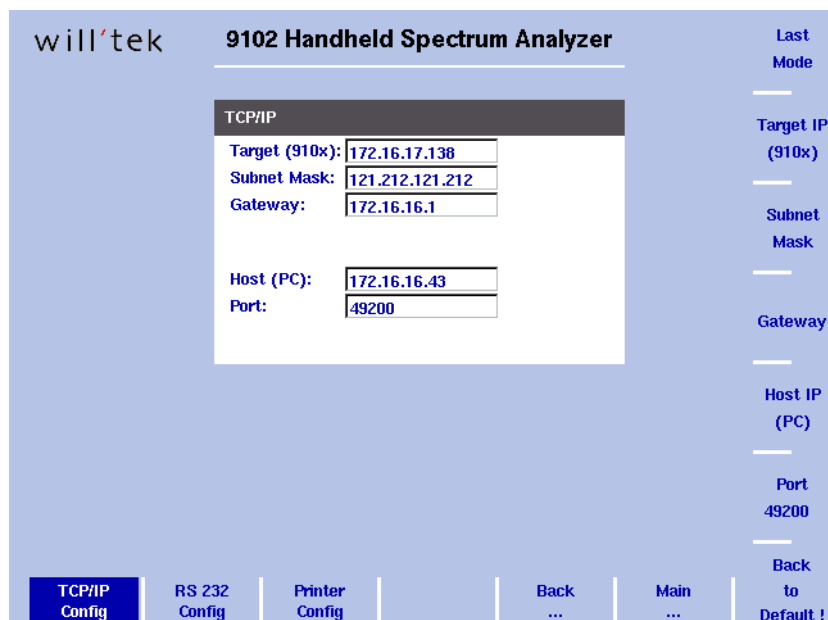 will'tek
9102 Handheld Spectrum Analyzer
TCP/IP
Target (910x): 172.16.17.138
Subnet Mask: 121.212.121.212
Gateway: 172.16.16.1
Host (PC): 172.16.16.43
Port: 49200
Last
Mode
Target IP
(910x)
Subnet
Mask
Gateway
Host IP
(PC)
Port
49200
Back
to
Default !
TCP/IP
Config
RS 232
Config
Printer
Config
Back
...
Main
...